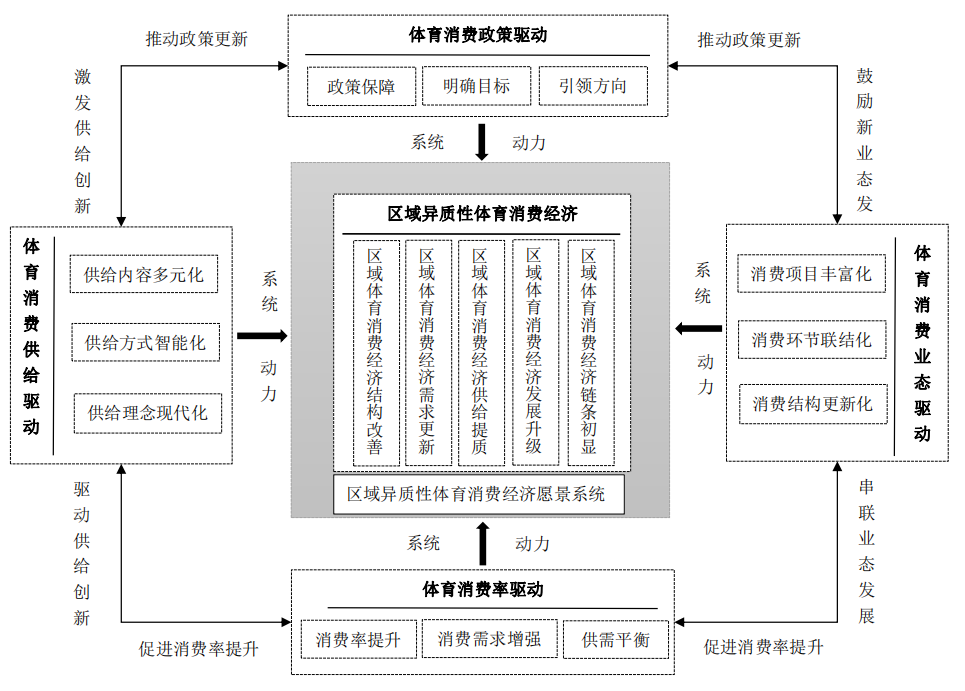 体育消费政策驱动
推动政策更新
推动政策更新
政策保障
明确目标
引领方向
激发供给创新
鼓励新业态发
系统
动力
区域异质性体育消费经济
体育消费供给驱动
供给内容多元化
供给方式智能化
供给理念现代化
系统
动力
区域体育消费经济结构改善
区域体育消费经济需求更新
区域体育消费经济供给提质
区域体育消费经济发展升级
区域体育消费经济链条初显
系统
动力
消费项目丰富化
消费环节联结化
消费结构更新化
体育消费业态驱动
区域异质性体育消费经济愿景系统
驱动供给创新
串联业态发展
系统
动力
体育消费率驱动
消费率提升
消费需求增强
供需平衡
促进消费率提升
促进消费率提升